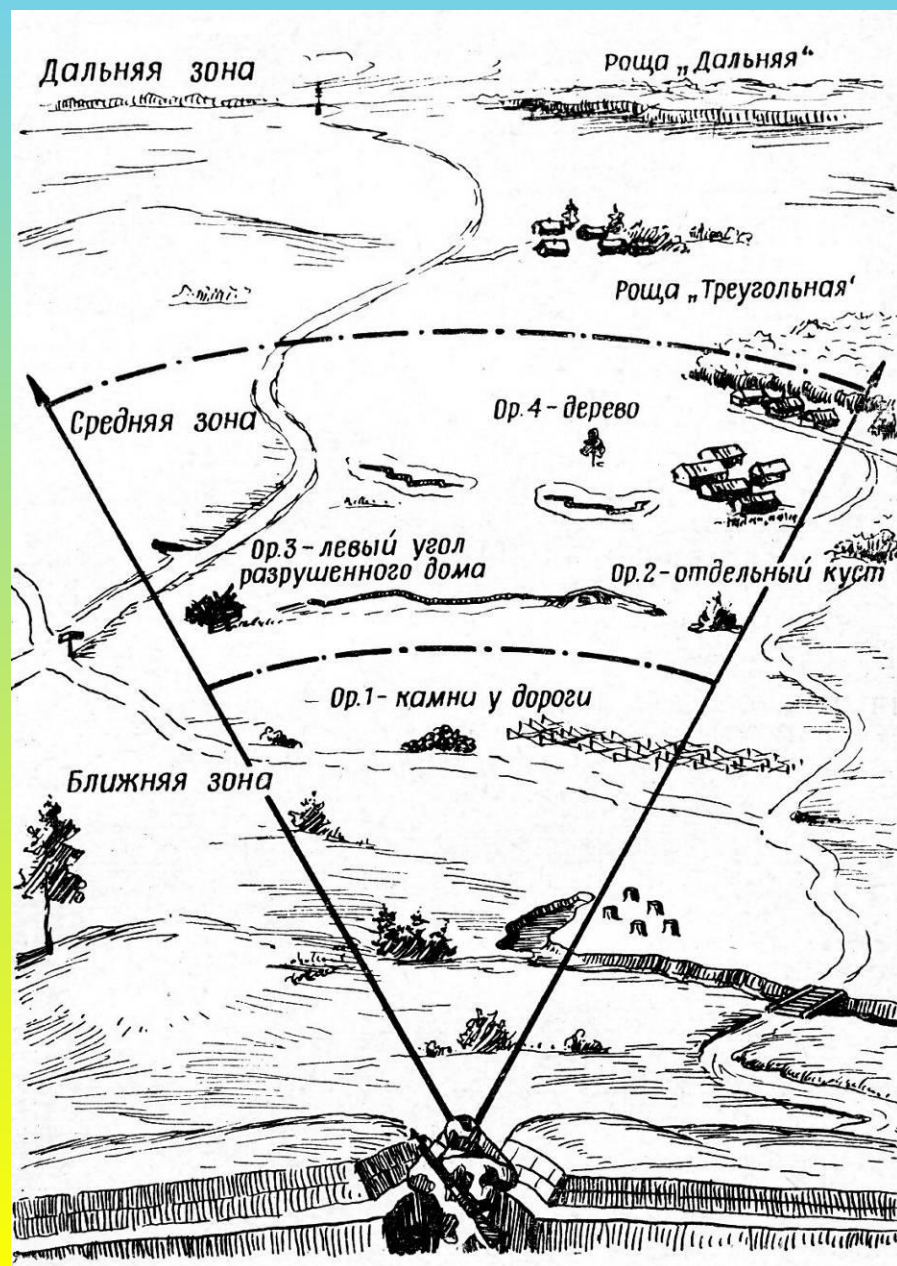 Дальняя зона
Роща „Дальняя“
Роща „Треугольная‘
Средняя зона
Ор.4-дерево
Ор.3-левый угол
разрушенного дома
Ор.2-отдельный куст
Ор.1-камни у дороги
Ближняя зона